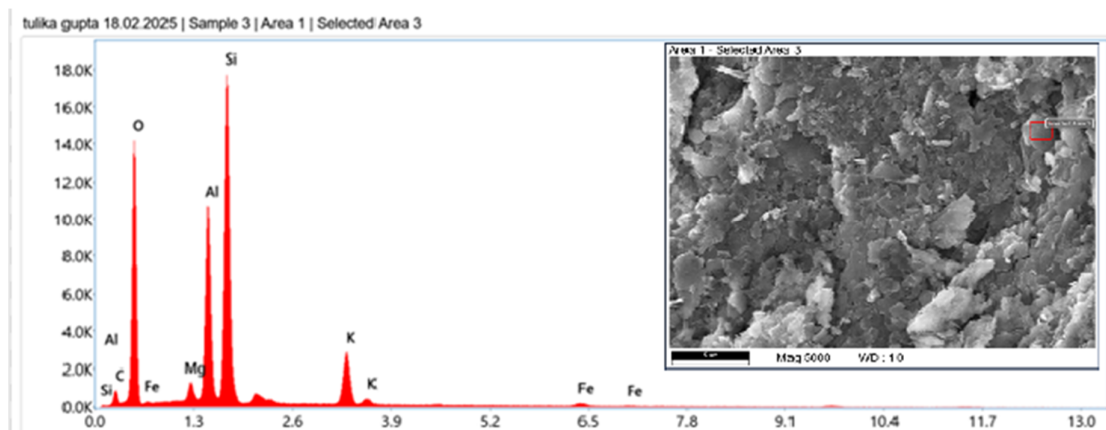 tulika gupta 18.02.2025 | Sample 3 | Area 1 | Selected Area 3
Area 1 - Selected Area 3
18.0K
16.0K
14.0K
12.0K
10.0K
8.0K
6.0K
4.0K
2.0K
0.0K
Si
O
Al
Al
Si
C
Fe
Mg
K
K
Fe
Fe
Mag 5000 WD : 10
0.0 1.3 2.6 3.9 5.2 6.5 7.8 9.1 10.4 11.7 13.0